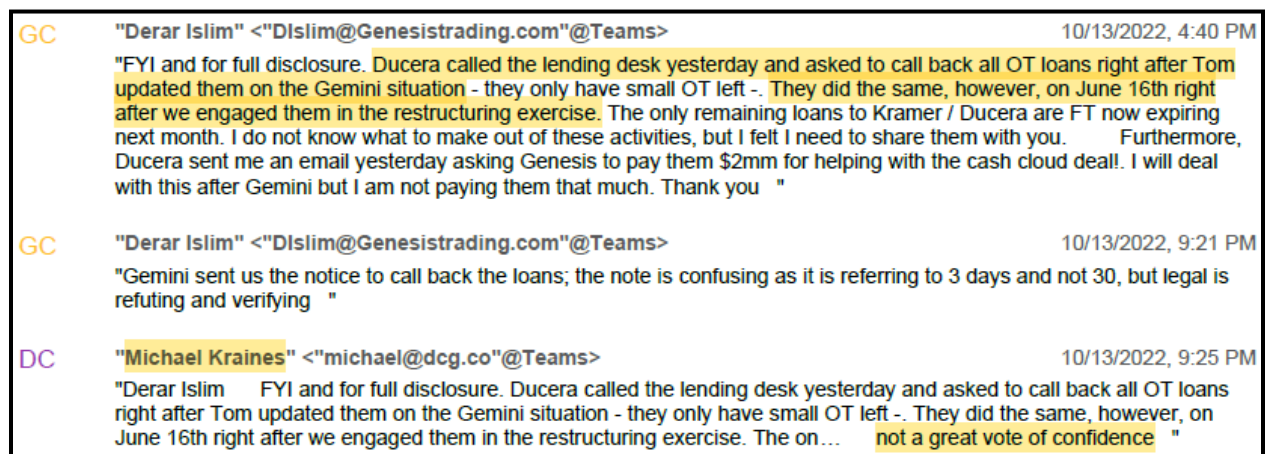 GC "Derar Islim" <"DIslim@Genesistrading.com"@Teams> 10/13/2022, 4:40 PM
"FYI and for full disclosure. Ducera called the lending desk yesterday and asked to call back all OT loans right after Tom
updated them on the Gemini situation - they only have small OT left -. They did the same, however, on June 16th right
after we engaged them in the restructuring exercise. The only remaining loans to Kramer / Ducera are FT now expiring
next month. I do not know what to make out of these activities, but I felt I need to share them with you. Furthermore,
Ducera sent me an email yesterday asking Genesis to pay them $2mm for helping with the cash cloud deal!. I will deal
with this after Gemini but I am not paying them that much. Thank you "
GC "Derar Islim" <"DIslim@Genesistrading.com"@Teams> 10/13/2022, 9:21 PM
"Gemini sent us the notice to call back the loans; the note is confusing as it is referring to 3 days and not 30, but legal is
refuting and verifying "
DC "Michael Kraines" <"michael@dcg.co"@Teams> 10/13/2022, 9:25 PM
"Derar Islim FYI and for full disclosure. Ducera called the lending desk yesterday and asked to call back all OT loans
right after Tom updated them on the Gemini situation - they only have small OT left -. They did the same, however, on
June 16th right after we engaged them in the restructuring exercise. The on... not a great vote of confidence "